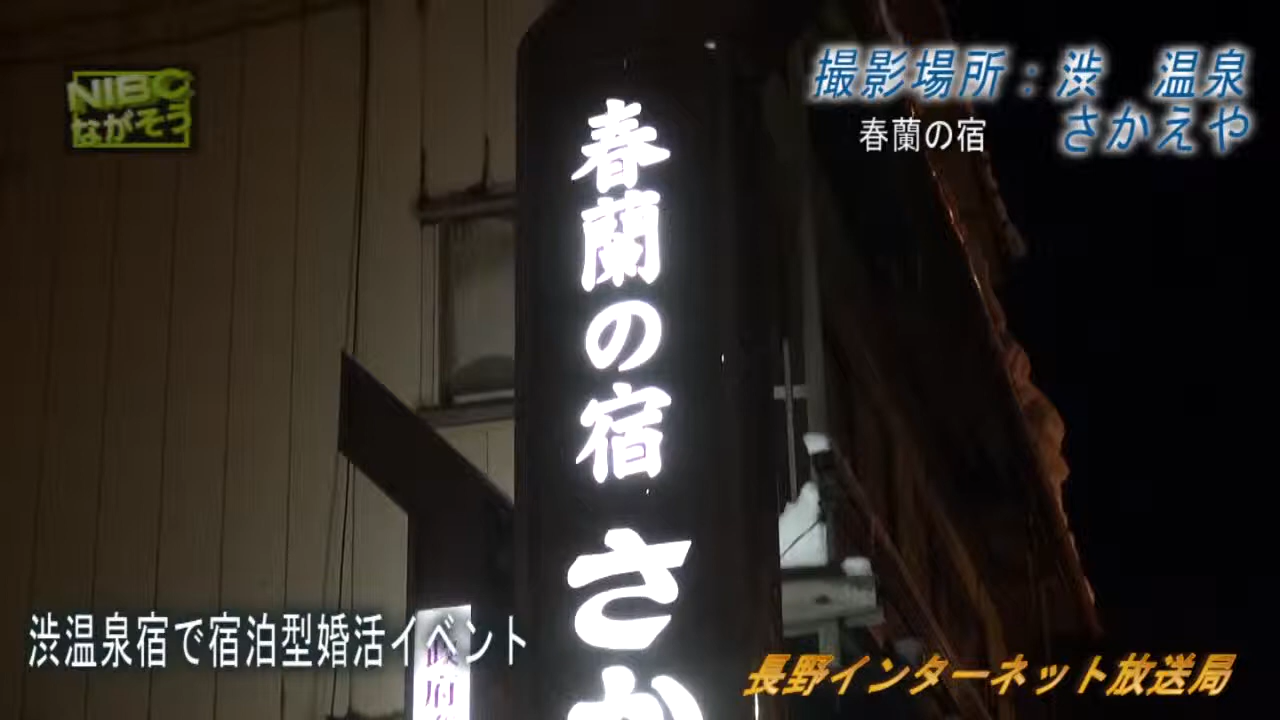 NIBC
ながそう
撮影場所：渋　温泉
春蘭の宿　さかえや
春蘭の宿 さか
渋温泉宿で宿泊型婚活イベント
長野インターネット放送局